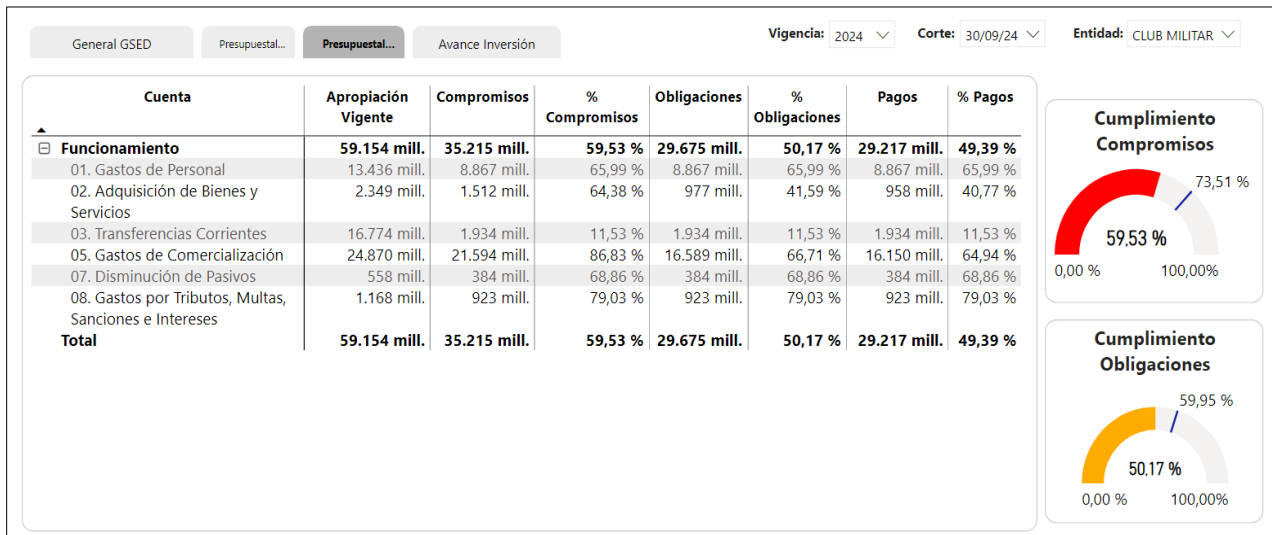 General GSED Presupuestal... Presupuestal... Avance Inversión Vigencia: 2024 Corte: 30/09/24 Entidad: CLUB MILITAR
Cuenta Apropiación Vigente Compromisos % Compromisos Obligaciones % Obligaciones Pagos % Pagos
Funcionamiento 59.154 mill. 35.215 mill. 59,53 % 29.675 mill. 50,17 % 29.217 mill. 49,39 %
01. Gastos de Personal 13.436 mill. 8.867 mill. 65,99 % 8.867 mill. 65,99 % 8.867 mill. 65,99 %
02. Adquisición de Bienes y 2.349 mill. 1.512 mill. 64,38 % 977 mill. 41,59 % 958 mill. 40,77 %
Servicios
03. Transferencias Corrientes 16.774 mill. 1.934 mill. 11,53 % 1.934 mill. 11,53 % 1.934 mill. 11,53 %
05. Gastos de Comercialización 24.870 mill. 21.594 mill. 86,83 % 16.589 mill. 66,71 % 16.150 mill. 64,94 %
07. Disminución de Pasivos 558 mill. 384 mill. 68,86 % 384 mill. 68,86 % 384 mill. 68,86 %
08. Gastos por Tributos, Multas, 1.168 mill. 923 mill. 79,03 % 923 mill. 79,03 % 923 mill. 79,03 %
Sanciones e Intereses
Total 59.154 mill. 35.215 mill. 59,53 % 29.675 mill. 50,17 % 29.217 mill. 49,39 %
Cumplimiento
Compromisos
73,51 %
59,53 %
0,00 % 100,00%
Cumplimiento
Obligaciones
59,95 %
50,17 %
0,00 % 100,00%